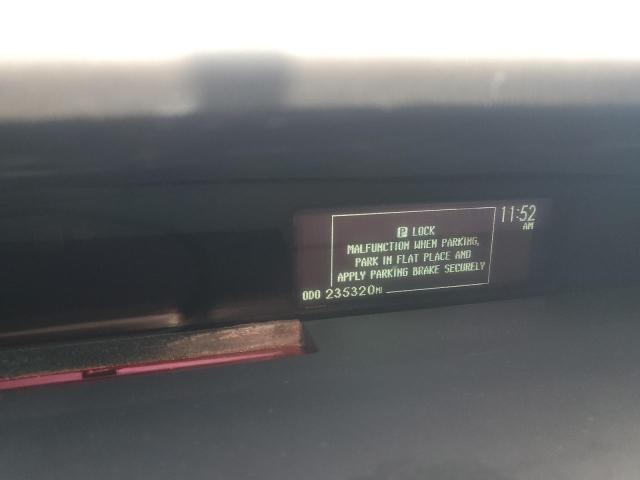 11:52
AM
P LOCK
MALFUNCTION WHEN PARKING,
PARK IN FLAT PLACE AND
APPLY PARKING BRAKE SECURELY
ODO 235320MI